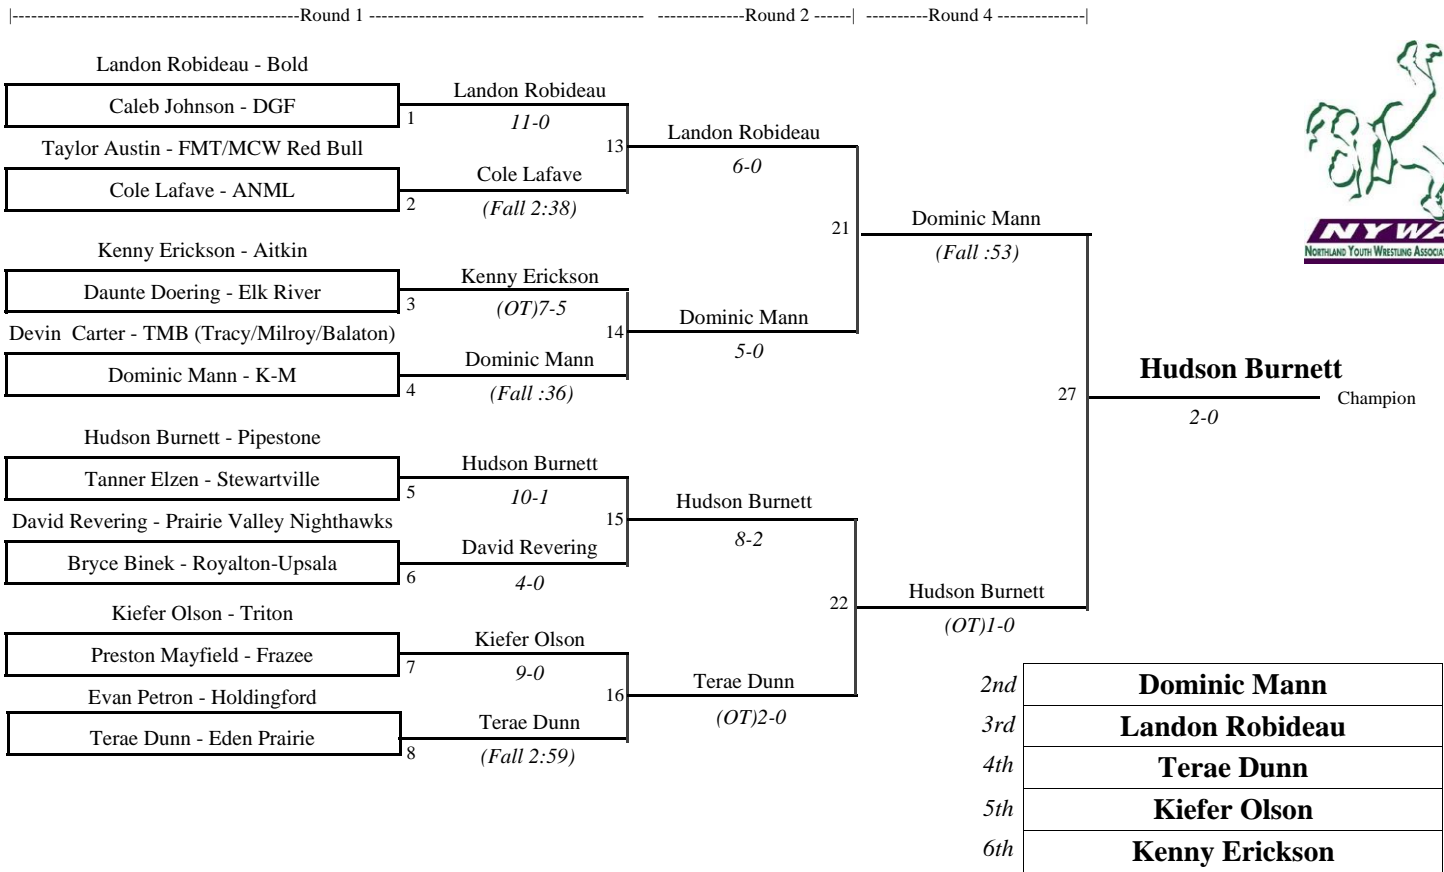 |----------------------------------------Round 1 -------------------------------------- --------------Round 2 ------| ----------Round 4 --------------|
Landon Robideau - Bold
Caleb Johnson - DGF
1
Taylor Austin - FMT/MCW Red Bull
Cole Lafave - ANML
2
Kenny Erickson - Aitkin
Daunte Doering - Elk River
3
Devin Carter - TMB (Tracy/Milroy/Balaton)
Dominic Mann - K-M
4
Hudson Burnett - Pipestone
Tanner Elzen - Stewartville
5
David Revering - Prairie Valley Nighthawks
Bryce Binek - Royalton-Upsala
6
Kiefer Olson - Triton
Preston Mayfield - Frazee
7
Evan Petron - Holdingford
Terae Dunn - Eden Prairie
8
Landon Robideau
11-0
13
Cole Lafave
(Fall 2:38)
Kenny Erickson
(OT)7-5
14
Dominic Mann
(Fall :36)
Hudson Burnett
10-1
15
David Revering
4-0
Kiefer Olson
9-0
16
Terae Dunn
(Fall 2:59)
Landon Robideau
6-0
21
Dominic Mann
5-0
Hudson Burnett
8-2
22
Terae Dunn
(OT)2-0
Dominic Mann
(Fall :53)
27
Hudson Burnett
(OT)1-0
Hudson Burnett
Champion
2-0
NYWA
NORTHLAND YOUTH WRESTLING
2nd Dominic Mann
3rd Landon Robideau
4th Terae Dunn
5th Kiefer Olson
6th Kenny Erickson